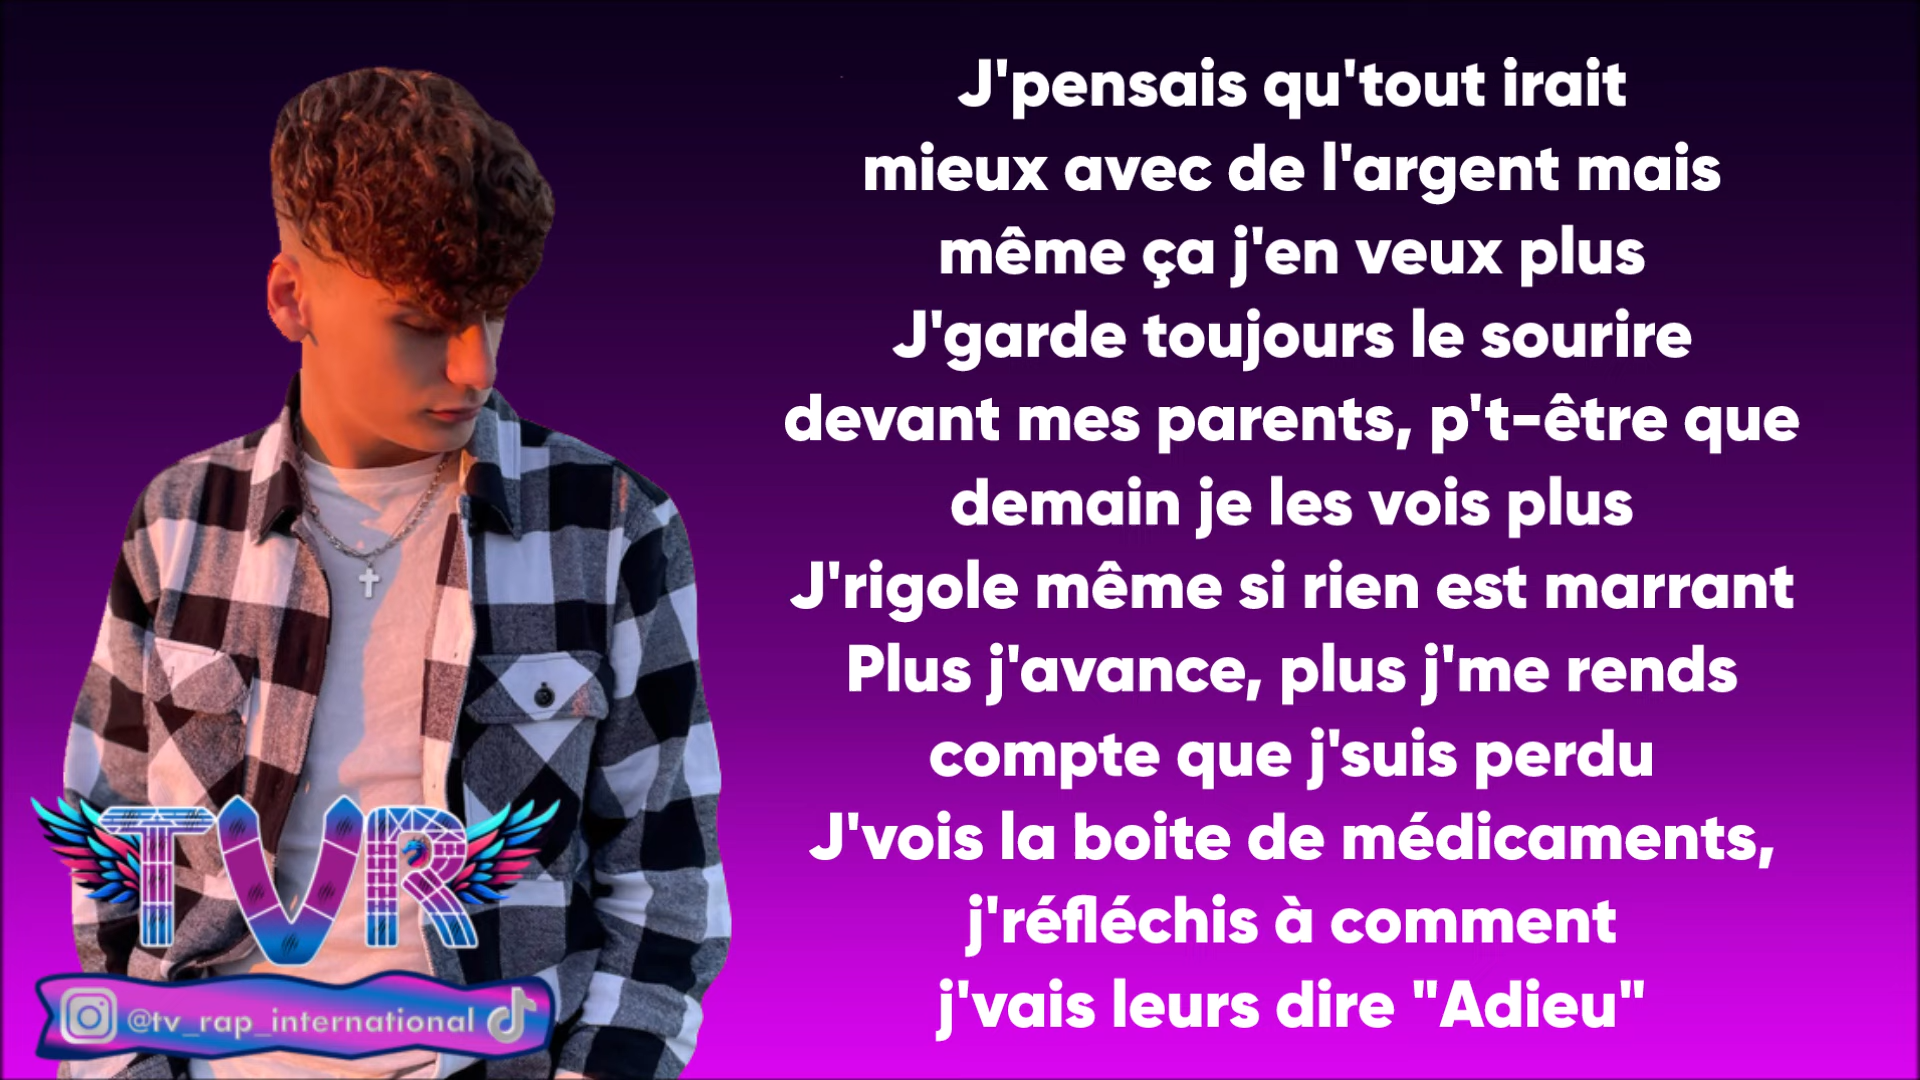 J'pensais qu'tout irait
mieux avec de l'argent mais
même ça j'en veux plus
J'garde toujours le sourire
devant mes parents, p't-être que
demain je les vois plus
J'rigole même si rien est marrant
Plus j'avance, plus j'me rends
compte que j'suis perdu
J'vois la boite de médicaments,
j'réfléchis à comment
j'vais leurs dire "Adieu"
TVR
@tv_rap_international